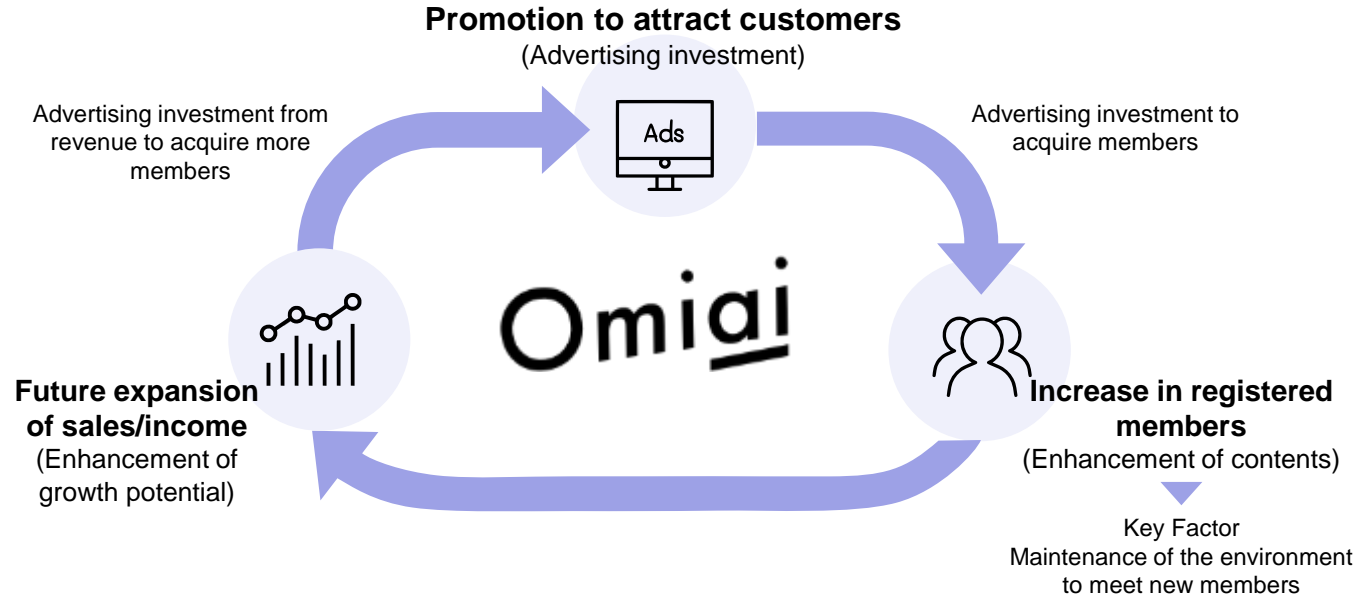 Promotion to attract customers
(Advertising investment)
Advertising investment from
revenue to acquire more
members
Ads
Advertising investment to
acquire members
Omiai
Future expansion
of sales/income
(Enhancement of
growth potential)
Increase in registered
members
(Enhancement of contents)
Key Factor
Maintenance of the environment
to meet new members